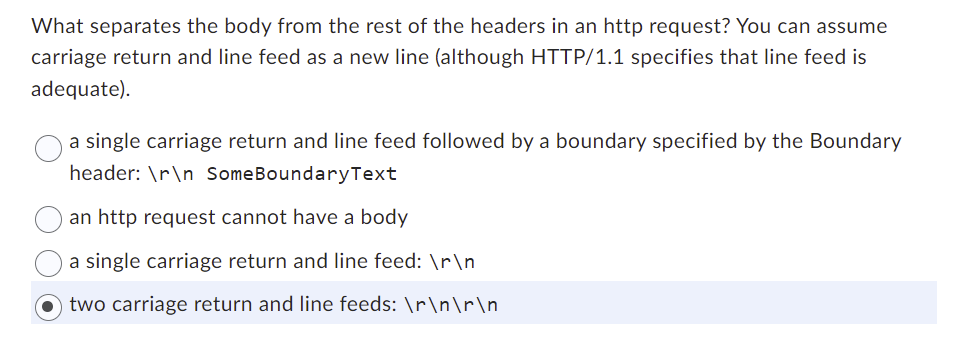 What separates the body from the rest of the headers in an http request? You can assume
carriage return and line feed as a new line (although HTTP/1.1 specifies that line feed is
adequate).
a single carriage return and line feed followed by a boundary specified by the Boundary
header: \r\n SomeBoundaryText
an http request cannot have a body
a single carriage return and line feed: \r\n
two carriage return and line feeds: \r\n\r\n